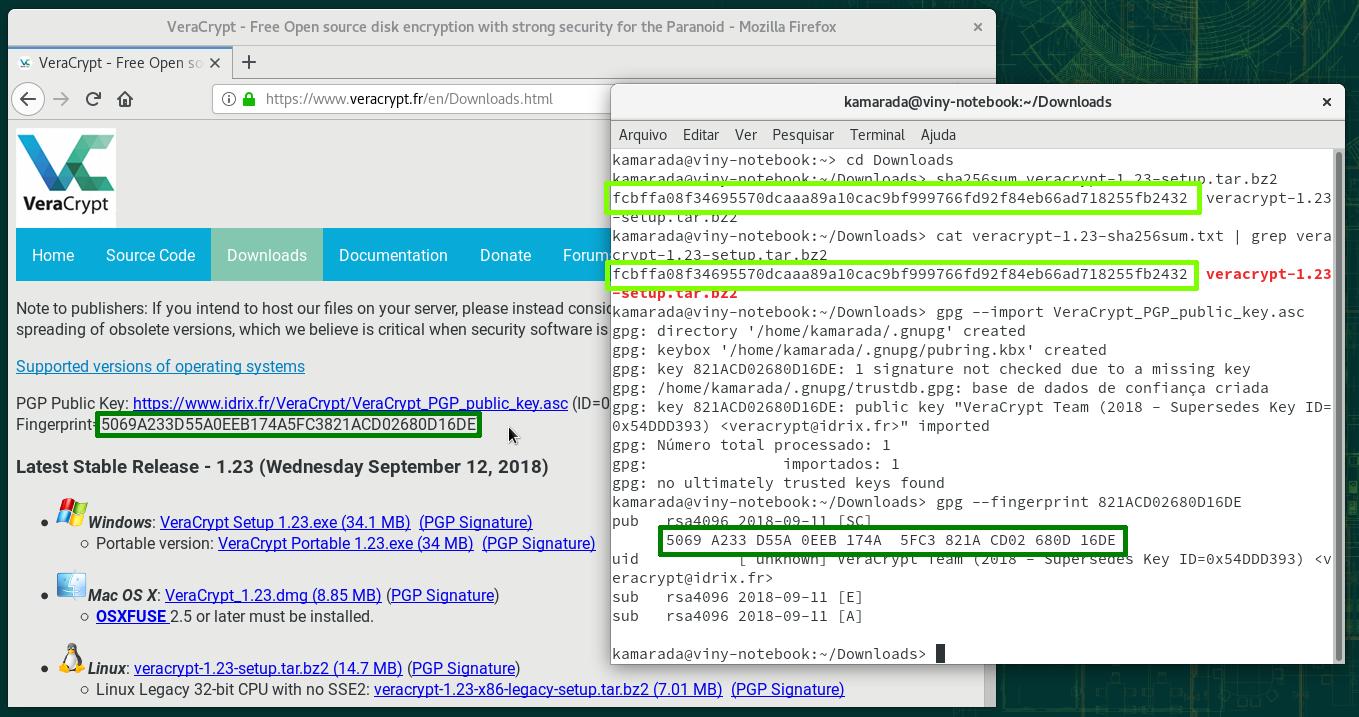 VeraCrypt - Free Open source disk encryption with strong security for the Paranoid - Mozilla Firefox
VeraCrypt - Free Open so
https://www.veracrypt.fr/en/Downloads.html
VeraCrypt
Home Source Code Downloads Documentation Donate Forum
Note to publishers: If you intend to host our files on your server, please instead consid
spreading of obsolete versions, which we believe is critical when security software is
Supported versions of operating systems
PGP Public Key: https://www.idrix.fr/VeraCrypt/VeraCrypt_PGP_public_key.asc (ID=0
Fingerprint=5069A233D55A0EEB174A5FC3821ACD02680D16DE
Latest Stable Release - 1.23 (Wednesday September 12, 2018)
Windows: VeraCrypt Setup 1.23.exe (34.1 MB) (PGP Signature)
Portable version: VeraCrypt Portable 1.23.exe (34 MB) (PGP Signature)
Mac OS X: VeraCrypt_1.23.dmg (8.85 MB) (PGP Signature)
OSXFUSE 2.5 or later must be installed.
Linux: veracrypt-1.23-setup.tar.bz2 (14.7 MB) (PGP Signature)
Linux Legacy 32-bit CPU with no SSE2: veracrypt-1.23-x86-legacy-setup.tar.bz2 (7.01 MB) (PGP Signature)
kamarada@viny-notebook:~/Downloads
Arquivo Editar Ver Pesquisar Terminal Ajuda
kamarada@viny-notebook:~> cd Downloads
kamarada@viny-notebook:~/Downloads> sha256sum veracrypt-1.23-setup.tar.bz2
fcbffa08f34695570dcaaa89a10cac9bf999766fd92f84eb66ad718255fb2432 veracrypt-1.23
-setup.tar.bz2
kamarada@viny-notebook:~/Downloads> cat veracrypt-1.23-sha256sum.txt | grep vera
crypt-1.23-setup.tar.bz2
fcbffa08f34695570dcaaa89a10cac9bf999766fd92f84eb66ad718255fb2432 veracrypt-1.23
-setup.tar.bz2
kamarada@viny-notebook:~/Downloads> gpg --import VeraCrypt_PGP_public_key.asc
gpg: directory '/home/kamarada/.gnupg' created
gpg: keybox '/home/kamarada/.gnupg/pubring.kbx' created
gpg: key 821ACD02680D16DE: 1 signature not checked due to a missing key
gpg: /home/kamarada/.gnupg/trustdb.gpg: base de dados de confiança criada
gpg: key 821ACD02680D16DE: public key "VeraCrypt Team (2018 - Supersedes Key ID=
0x54DDD393) <veracrypt@idrix.fr>" imported
gpg: Número total processado: 1
gpg: importados: 1
gpg: no ultimately trusted keys found
kamarada@viny-notebook:~/Downloads> gpg --fingerprint 821ACD02680D16DE
pub rsa4096 2018-09-11 [SC]
5069 A233 D55A 0EEB 174A 5FC3 821A CD02 680D 16DE
uid [ unknown] VeraCrypt Team (2018 - Supersedes Key ID=0x54DDD393) <v
eracrypt@idrix.fr>
sub rsa4096 2018-09-11 [E]
sub rsa4096 2018-09-11 [A]
kamarada@viny-notebook:~/Downloads>